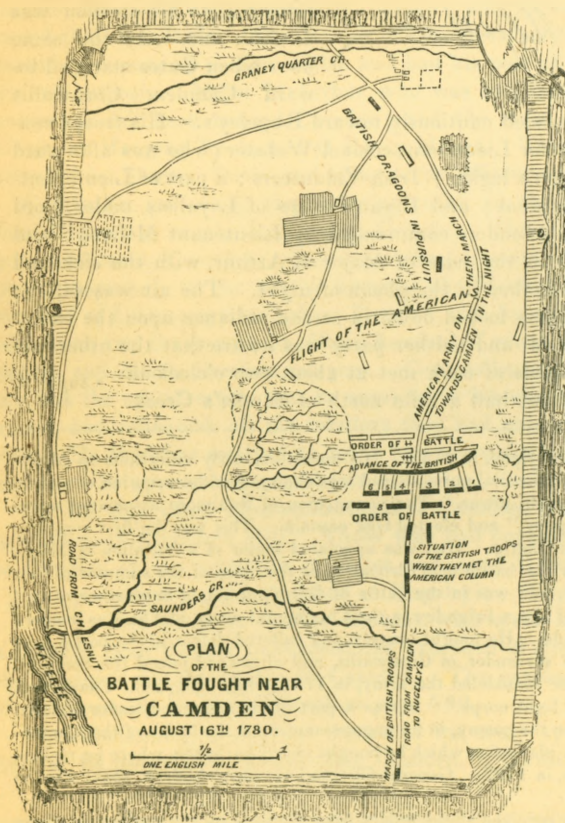 GRANEY QUARTER CR.
BRITISH DRAGOONS IN PURSUIT
FLIGHT OF THE AMERICANS
AMERICAN ARMY ON THEIR MARCH
TOWARDS CAMDEN IN THE NIGHT
ORDER OF BATTLE
ADVANCE OF THE BRITISH
6 5 4 3 2 1
7 8 9
ORDER OF BATTLE
SITUATION
OF THE BRITISH TROOPS
WHEN THEY MET THE
AMERICAN COLUMN
ROAD FROM CHESNUT
SAUNDERS CR.
WATEREE R.
PLAN
OF THE
BATTLE FOUGHT NEAR
CAMDEN
AUGUST 16TH 1780.
1/2 1
ONE ENGLISH MILE
MARCH OF BRITISH TROOPS
ROAD FROM CAMDEN
TO RUGELEY'S